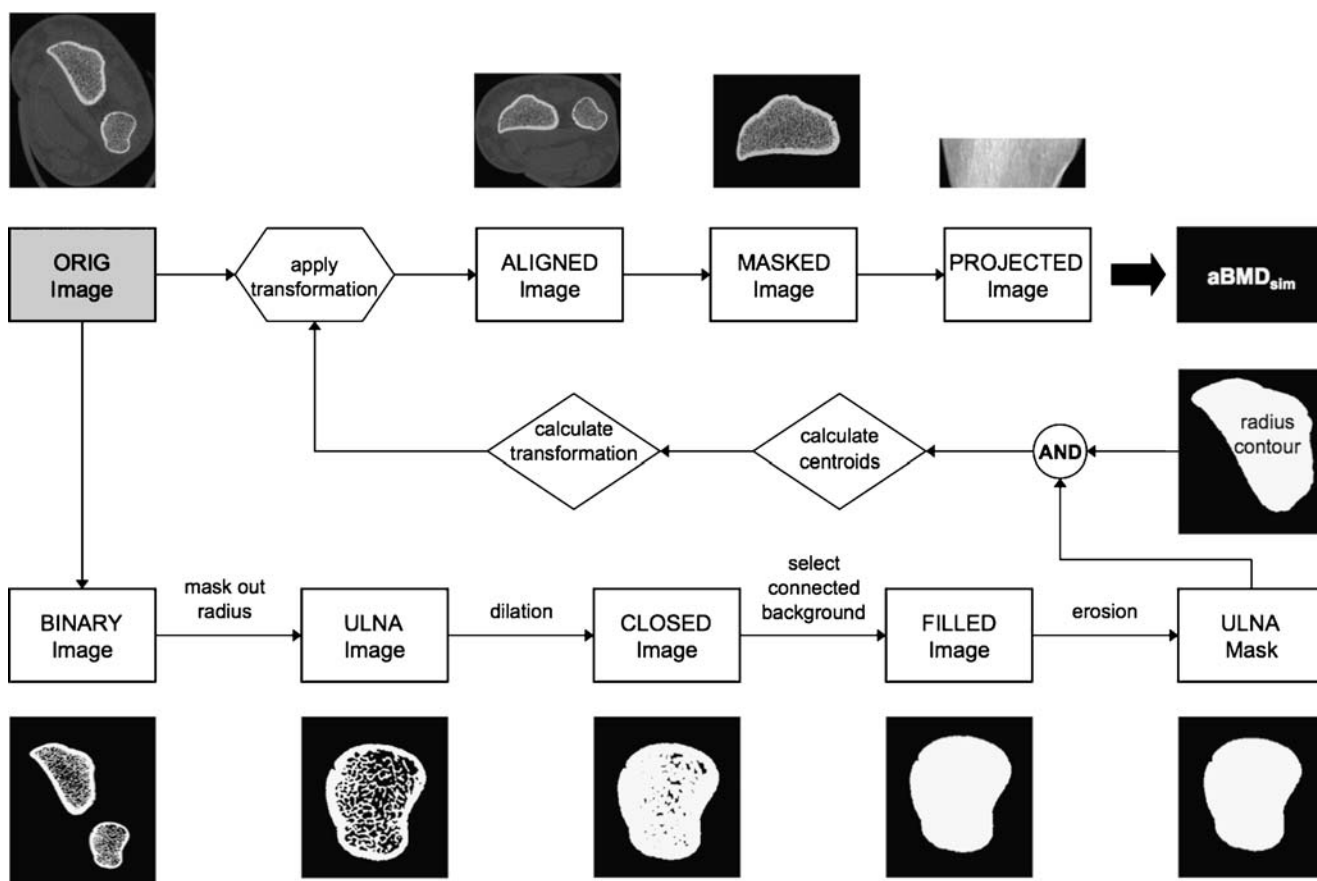 ORIG
Image
apply
transformation
ALIGNED
Image
MASKED
Image
PROJECTED
Image
aBMDsim
calculate
transformation
calculate
centroids
AND
radius
contour
BINARY
Image
mask out
radius
ULNA
Image
dilation
CLOSED
Image
select
connected
background
FILLED
Image
erosion
ULNA
Mask